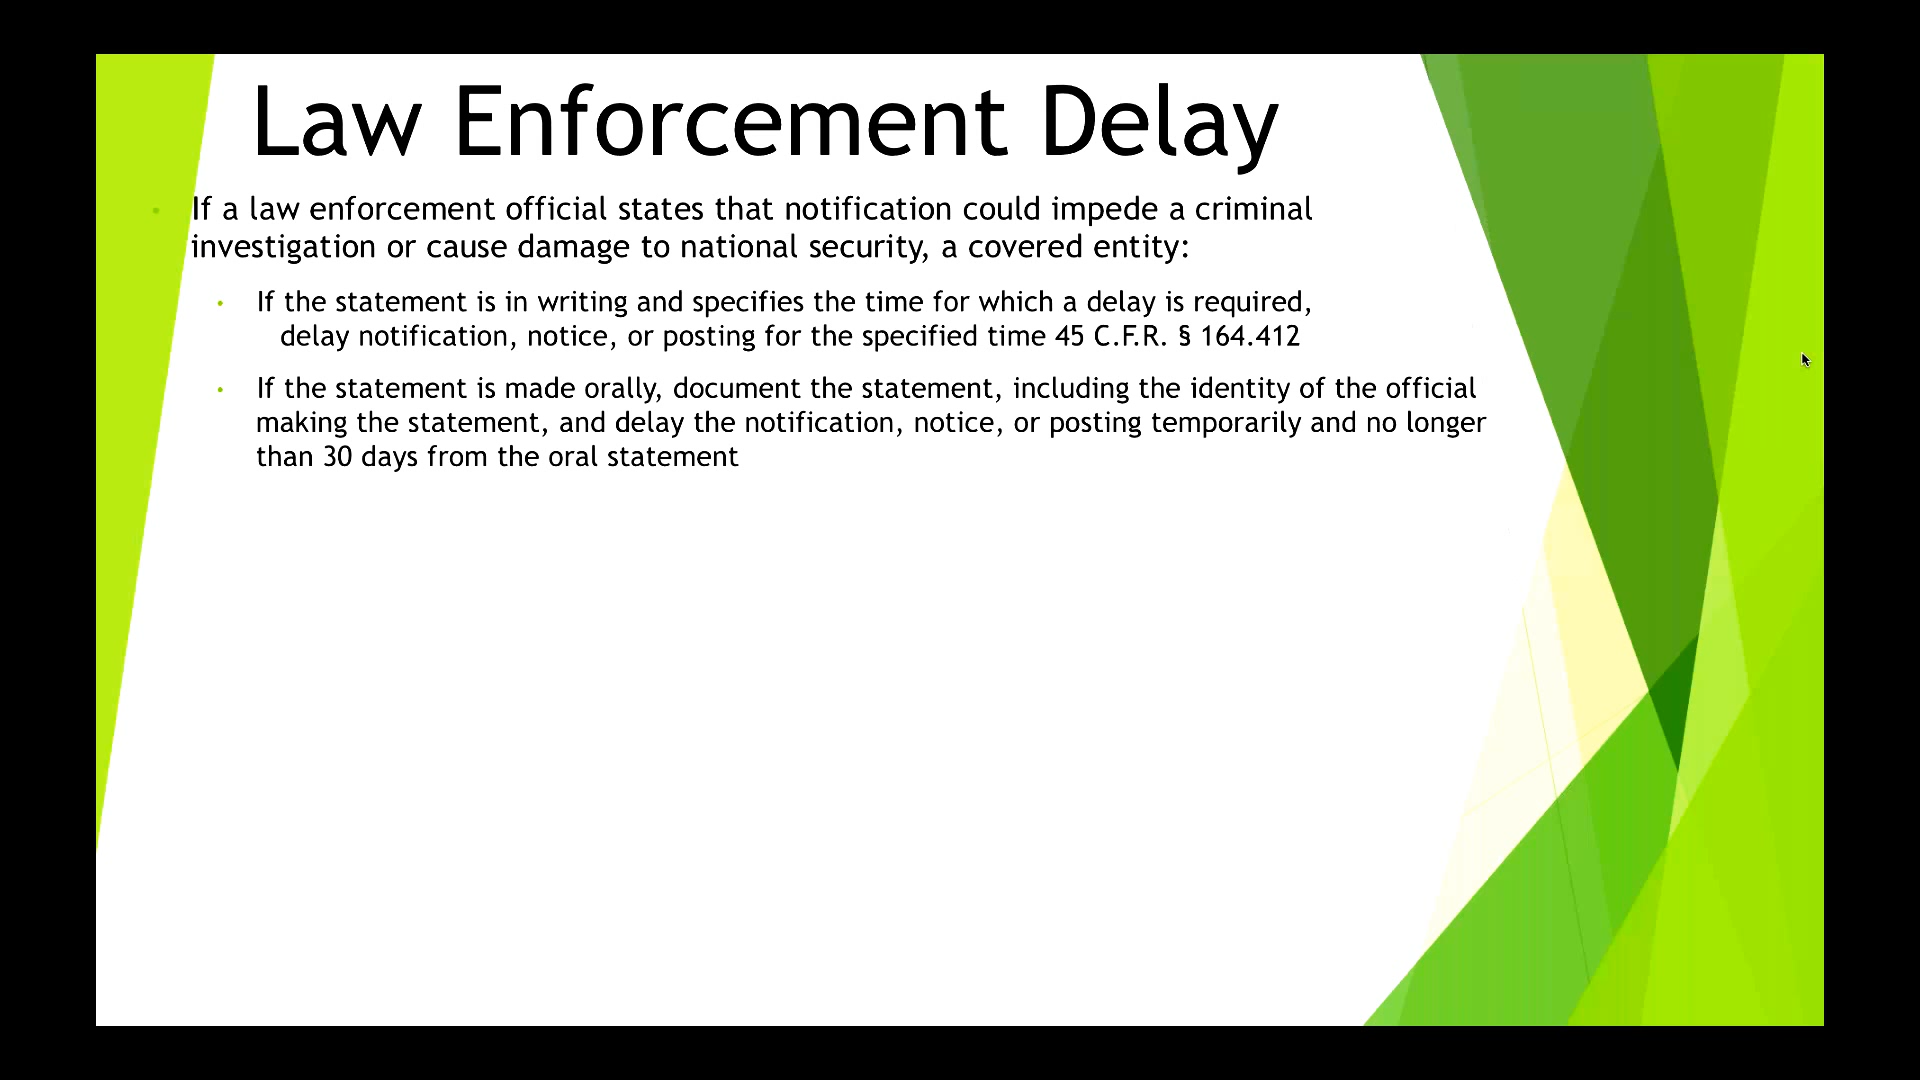 Law Enforcement Delay
If a law enforcement official states that notification could impede a criminal
investigation or cause damage to national security, a covered entity:
If the statement is in writing and specifies the time for which a delay is required,
delay notification, notice, or posting for the specified time 45 C.F.R. § 164.412
If the statement is made orally, document the statement, including the identity of the official
making the statement, and delay the notification, notice, or posting temporarily and no longer
than 30 days from the oral statement